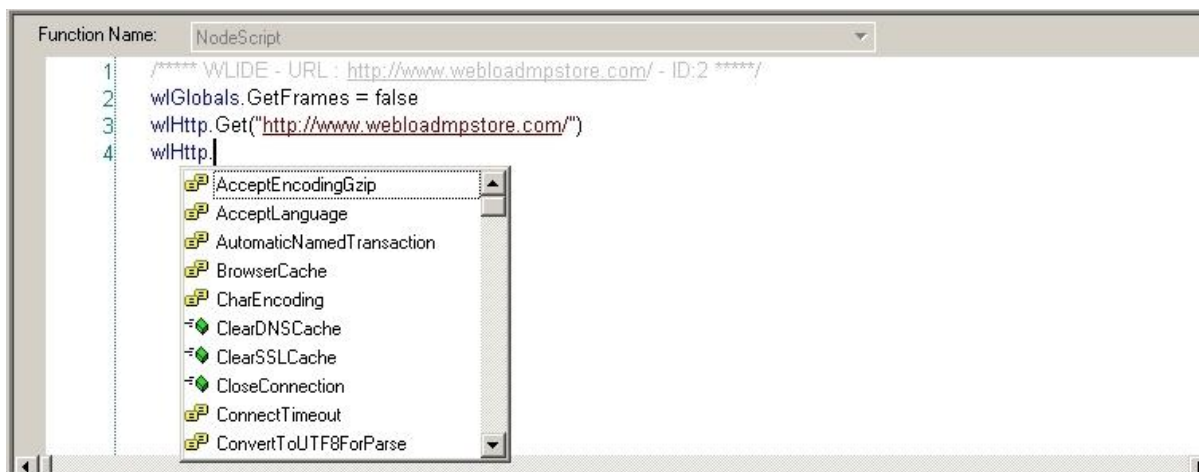 Function Name: NodeScript
1 /***** WLIDE - URL : http://www.webloadmpstore.com/ - ID:2 *****/
2 wlGlobals.GetFrames = false
3 wlHttp.Get("http://www.webloadmpstore.com/")
4 wlHttp.
AcceptEncodingGzip
AcceptLanguage
AutomaticNamedTransaction
BrowserCache
CharEncoding
ClearDNSCache
ClearSSLCache
CloseConnection
ConnectTimeout
ConvertToUTF8ForParse